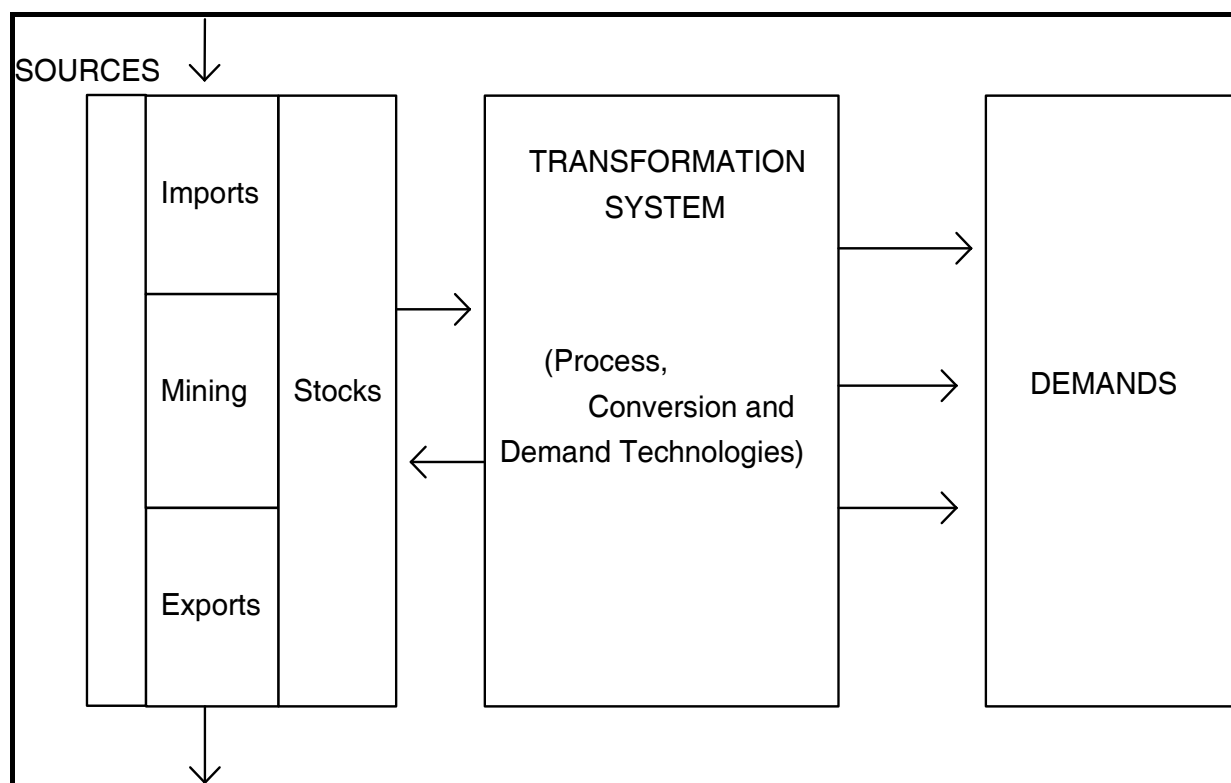 SOURCES
Imports
Mining
Stocks
Exports
TRANSFORMATION
SYSTEM
(Process,
Conversion and
Demand Technologies)
DEMANDS